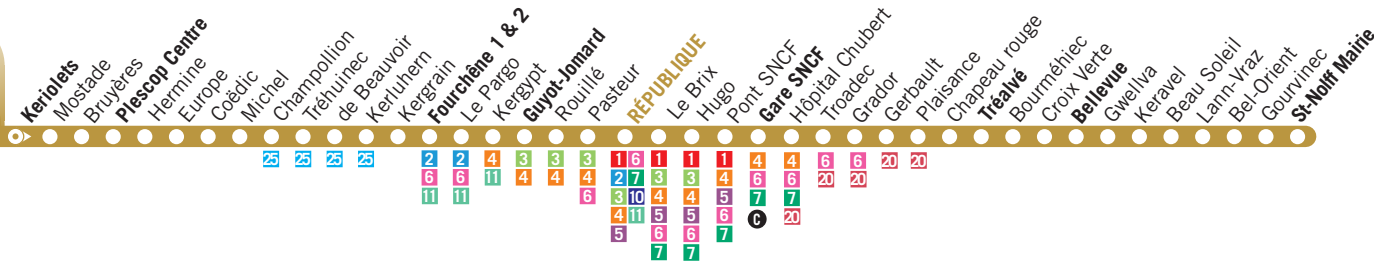 Keriolets
Mostade
Bruyères
Plescop Centre
Hermine
Europe
Coëdic
Michel
Champollion
Tréhuinec
de Beauvoir
Kerluhern
Kergrain
Fourchêne 1 & 2
Le Pargo
Kergypt
Guyot-Jomard
Rouillé
Pasteur
RÉPUBLIQUE
Le Brix
Hugo
Pont SNCF
Gare SNCF
Hôpital Chubert
Troadec
Grador
Gerbault
Plaisance
Chapeau rouge
Tréalvé
Bourméhiec
Croix Verte
Bellevue
Gwelva
Keravel
Beau Soleil
Lann-Vraz
Bel-Orient
Gourvinec
St-Nolff Mairie
25 25 25 25 2 2 4 3 3 3 1 6 1 1 1 4 4 6 6 20 20
6 6 11 4 4 4 2 7 3 3 4 6 6 20 20
11 11 6 3 10 4 4 5 7 7
4 11 5 5 6 C 20
5 6 6 7
7 7